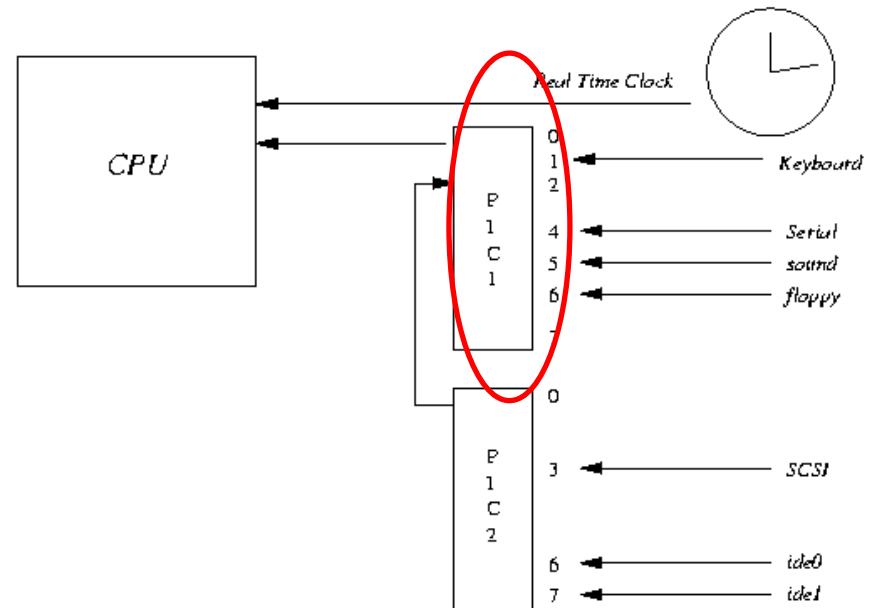 Real Time Clock
CPU
0
1
Keyboard
2
P
1
C
1
4
Serial
5
sound
6
floppy
7
0
P
1
C
2
3
SCSI
6
ide0
7
ide1